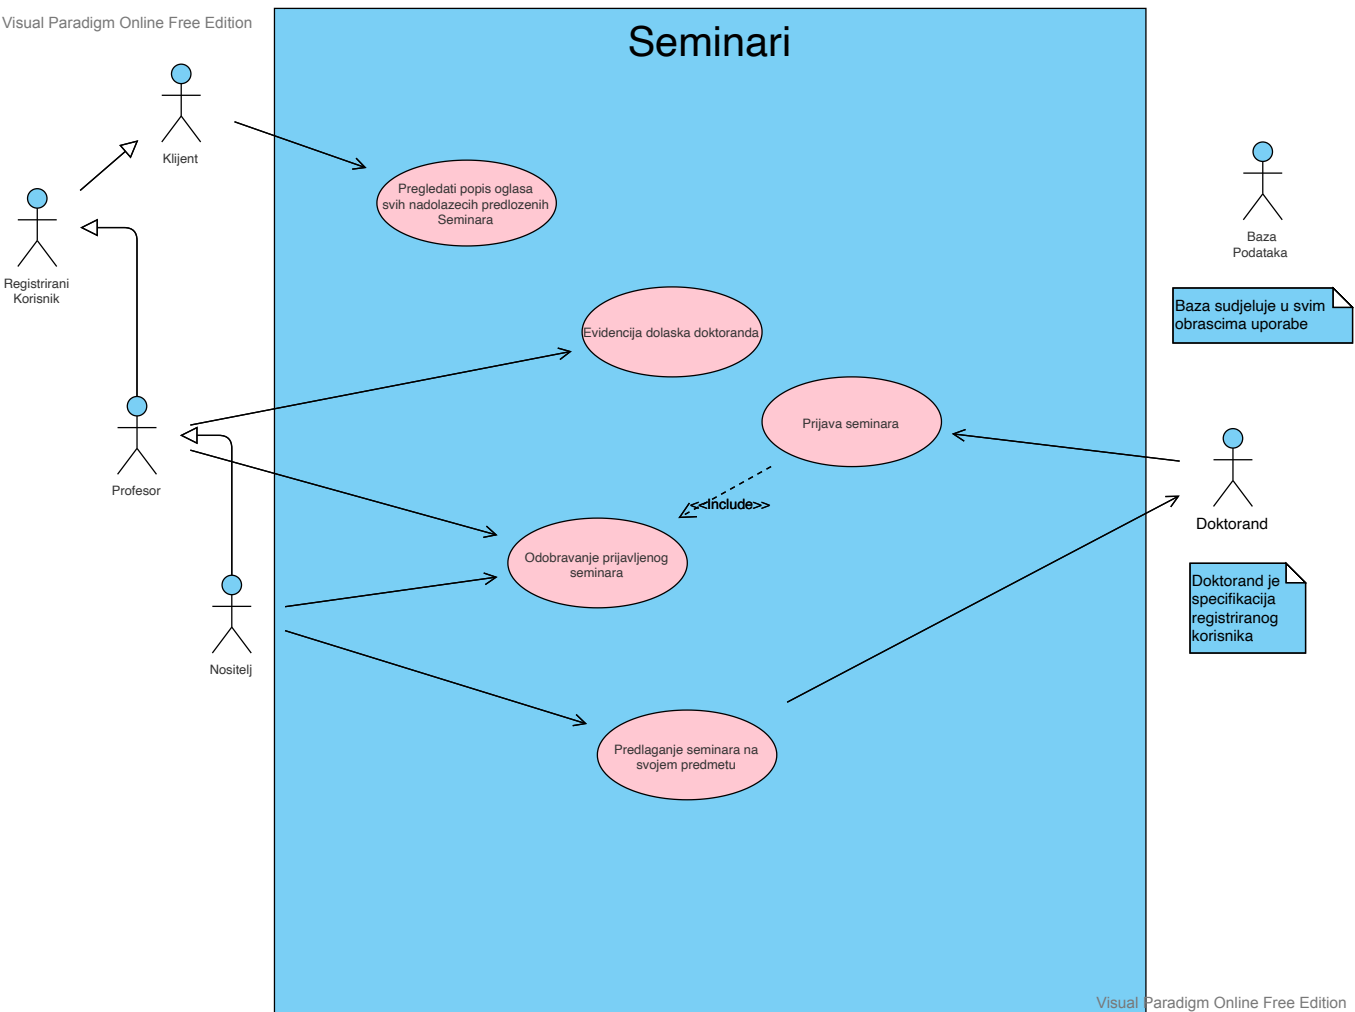 Visual Paradigm Online Free Edition
Seminari
Klijent
Pregledati popis oglasa
svih nadolazecih predlozenih
Seminara
Registrirani
Korisnik
Baza
Podataka
Baza sudjeluje u svim
obrascima uporabe
Evidencija dolaska doktoranda
Prijava seminara
Profesor
<<Include>>
Doktorand
Odobravanje prijavljenog
seminara
Doktorand je
specifikacija
registriranog
korisnika
Nositelj
Predlaganje seminara na
svojem predmetu
Visual Paradigm Online Free Edition